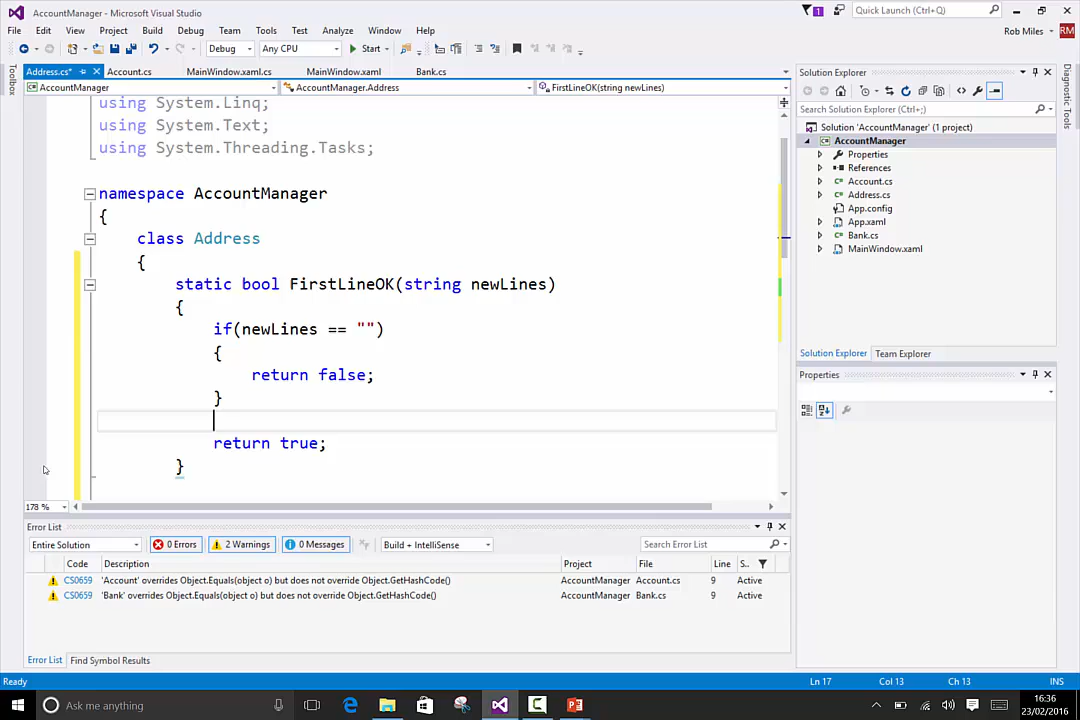 AccountManager - Microsoft Visual Studio
1
Quick Launch (Ctrl+Q)
File Edit View Project Build Debug Team Tools Test Analyze Window Help
Rob Miles RM
Debug Any CPU Start
Toolbox
Address.cs* Account.cs MainWindow.xaml.cs MainWindow.xaml Bank.cs
AccountManager AccountManager.Address FirstLineOK(string newLines)
using System.Linq;
using System.Text;
using System.Threading.Tasks;
namespace AccountManager
{
class Address
{
static bool FirstLineOK(string newLines)
{
if(newLines == "")
{
return false;
}
return true;
}
178 %
Solution Explorer
Search Solution Explorer (Ctrl+;)
Solution 'AccountManager' (1 project)
AccountManager
Properties
References
Account.cs
Address.cs
App.config
App.xaml
Bank.cs
MainWindow.xaml
Solution Explorer Team Explorer
Properties
Diagnostic Tools
Error List
Entire Solution 0 Errors 2 Warnings 0 Messages Build + IntelliSense Search Error List
Code Description Project File Line S..
CS0659 'Account' overrides Object.Equals(object o) but does not override Object.GetHashCode() AccountManager Account.cs 9 Active
CS0659 'Bank' overrides Object.Equals(object o) but does not override Object.GetHashCode() AccountManager Bank.cs 9 Active
Error List Find Symbol Results
Ready Ln 17 Col 13 Ch 13 INS
Ask me anything
16:36
23/02/2016